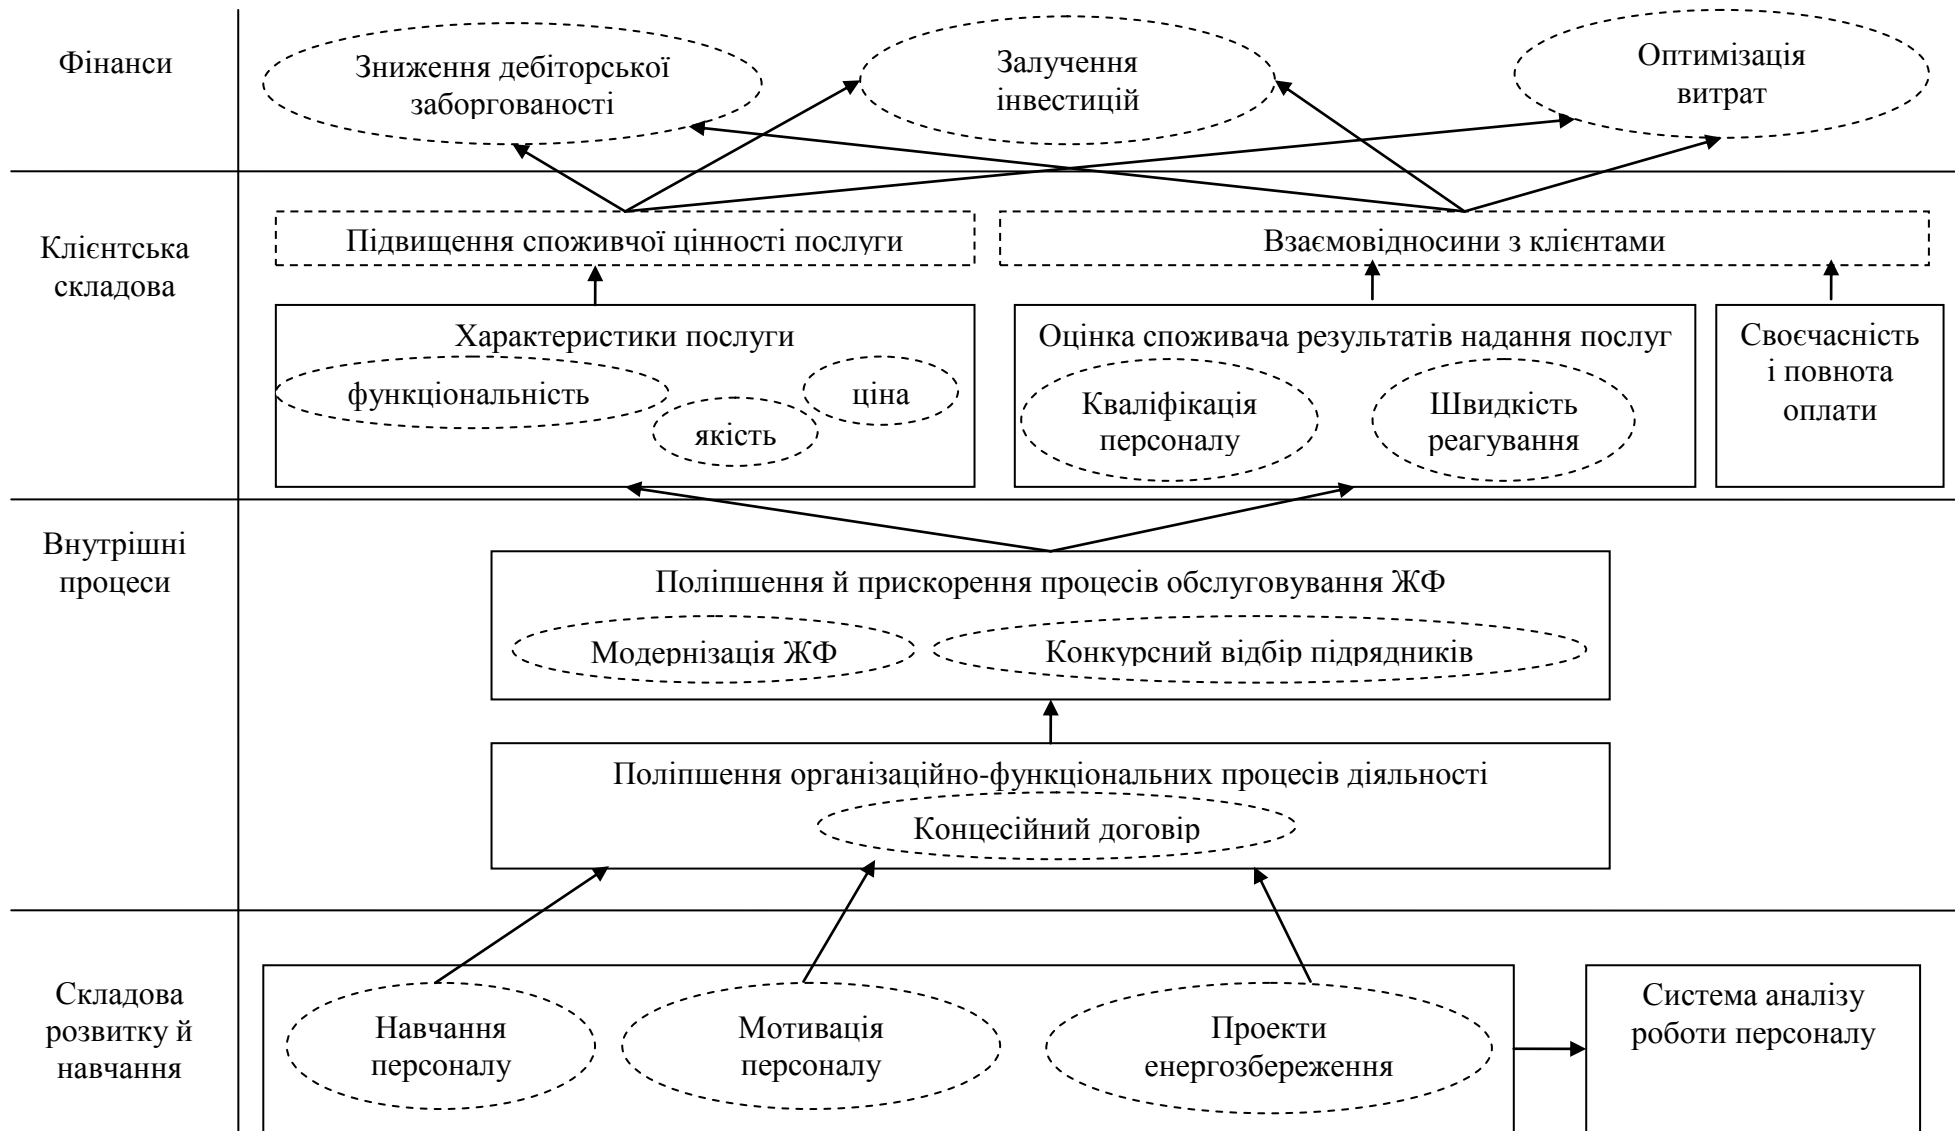 Фінанси
Зниження дебіторської
заборгованості
Залучення
інвестицій
Оптимізація
витрат
Клієнтська
складова
Підвищення споживчої цінності послуги
Взаємовідносини з клієнтами
Характеристики послуги
функціональність
якість
ціна
Оцінка споживача результатів надання послуг
Кваліфікація
персоналу
Швидкість
реагування
Своєчасність
і повнота
оплати
Внутрішні
процеси
Поліпшення й прискорення процесів обслуговування ЖФ
Модернізація ЖФ
Конкурсний відбір підрядників
Поліпшення організаційно-функціональних процесів діяльності
Концесійний договір
Складова
розвитку й
навчання
Навчання
персоналу
Мотивація
персоналу
Проекти
енергозбереження
Система аналізу
роботи персоналу